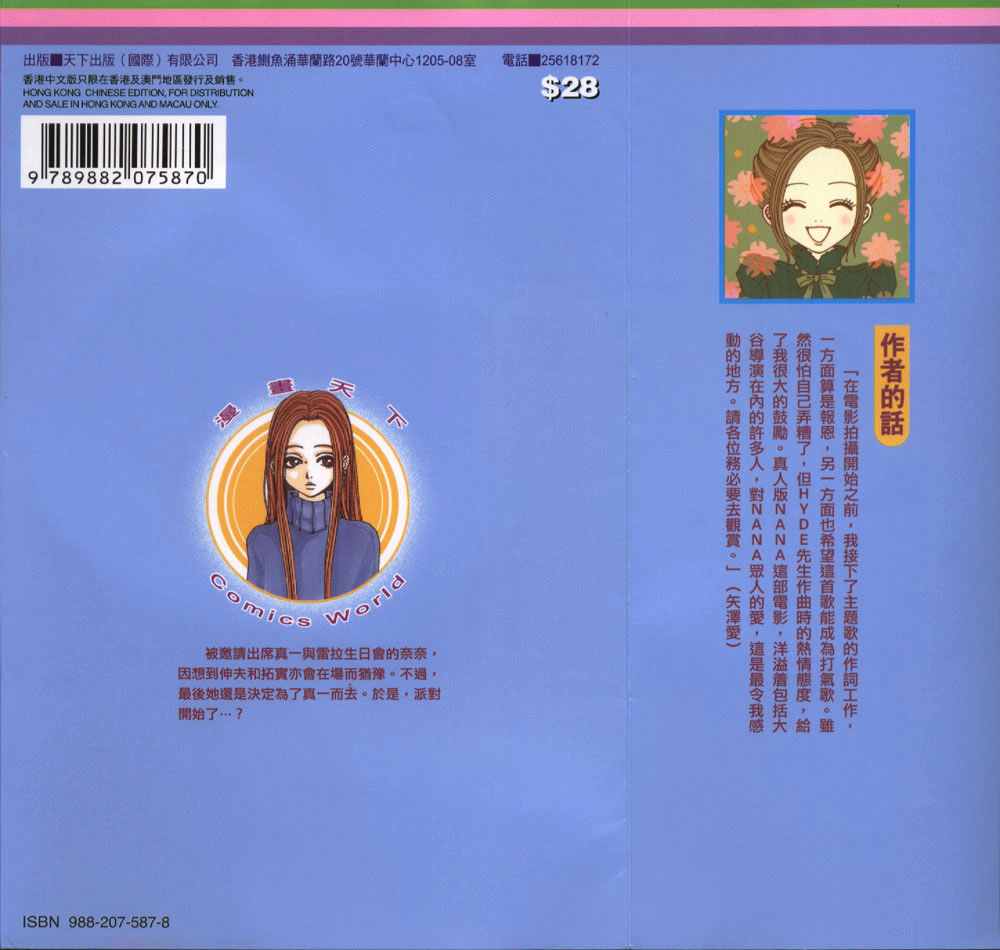 出版■天下出版（國際）有限公司 香港鰂魚涌華蘭路20號華蘭中心1205-08室 電話■25618172
香港中文版只限在香港及澳門地區發行及銷售。
HONG KONG CHINESE EDITION, FOR DISTRIBUTION
AND SALE IN HONG KONG AND MACAU ONLY.
$28
9 789882 075870
漫畫天下
Comics World
被邀請出席真一與雷拉生日會的奈奈，
因想到伸夫和拓實亦會在場而猶豫。不過，
最後她還是決定為了真一而去。於是，派對
開始了…？
ISBN 988-207-587-8
作者的話
「在電影拍攝開始之前，我接下了主題歌的作詞工作，
一方面算是報恩，另一方面也希望這首歌能成為打氣歌。雖
然很怕自己弄糟了，但HYDE先生作曲時的熱情態度，給
了我很大的鼓勵。真人版NANA這部電影，洋溢着包括大
谷導演在內的許多人，對NANA眾人的愛，這是最令我感
動的地方。請各位務必要去觀賞。」（矢澤愛）